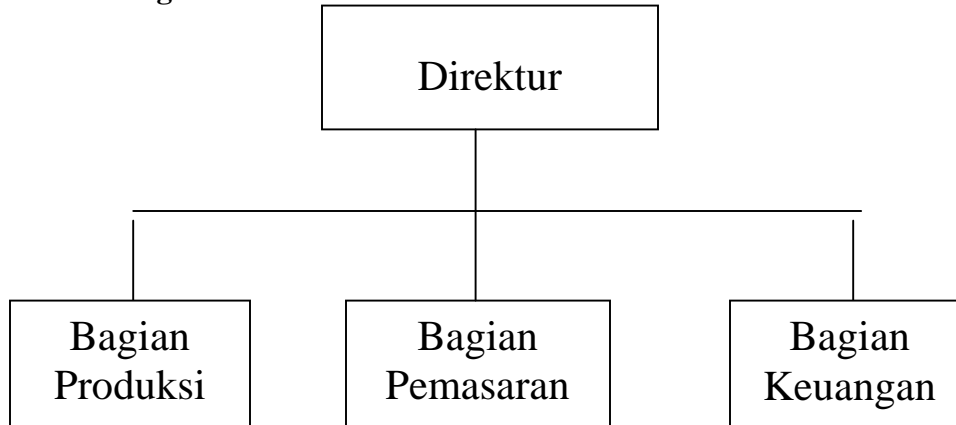 Direktur
Bagian
Produksi
Bagian
Pemasaran
Bagian
Keuangan